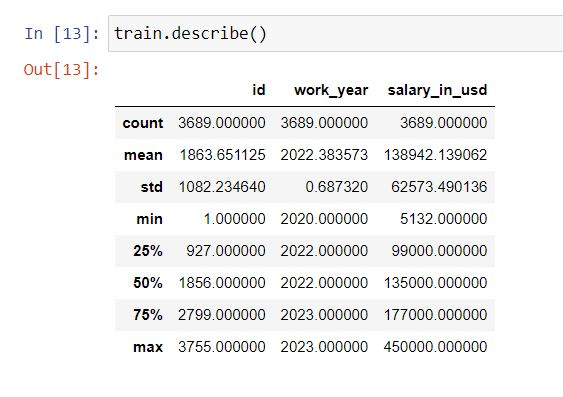 In [13]: train.describe()
Out[13]:
id work_year salary_in_usd
count 3689.000000 3689.000000 3689.000000
mean 1863.651125 2022.383573 138942.139062
std 1082.234640 0.687320 62573.490136
min 1.000000 2020.000000 5132.000000
25% 927.000000 2022.000000 99000.000000
50% 1856.000000 2022.000000 135000.000000
75% 2799.000000 2023.000000 177000.000000
max 3755.000000 2023.000000 450000.000000